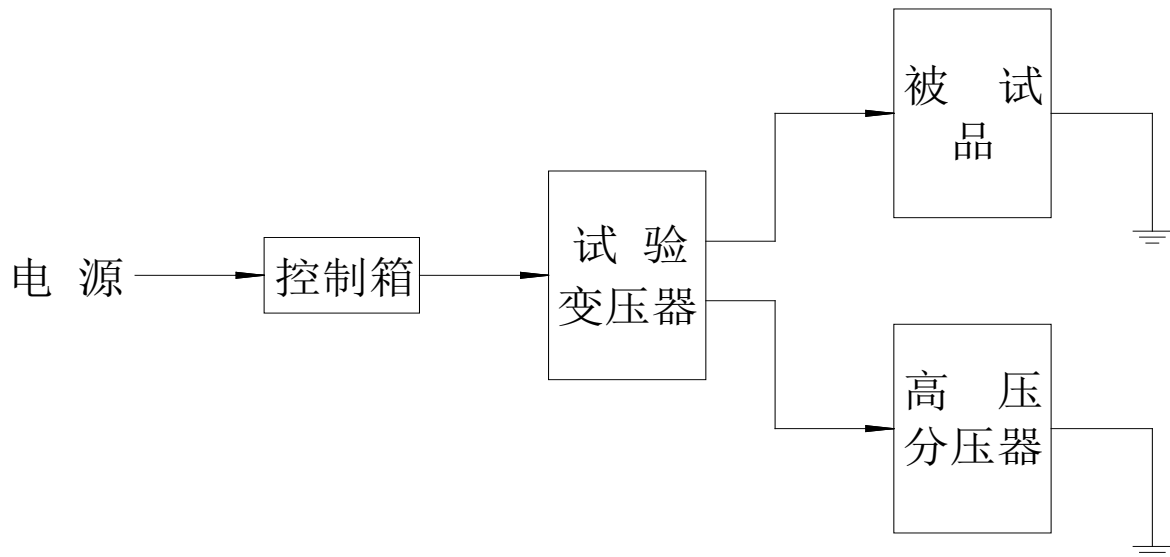 电 源
控制箱
试 验
变压器
被 试
品
高 压
分压器